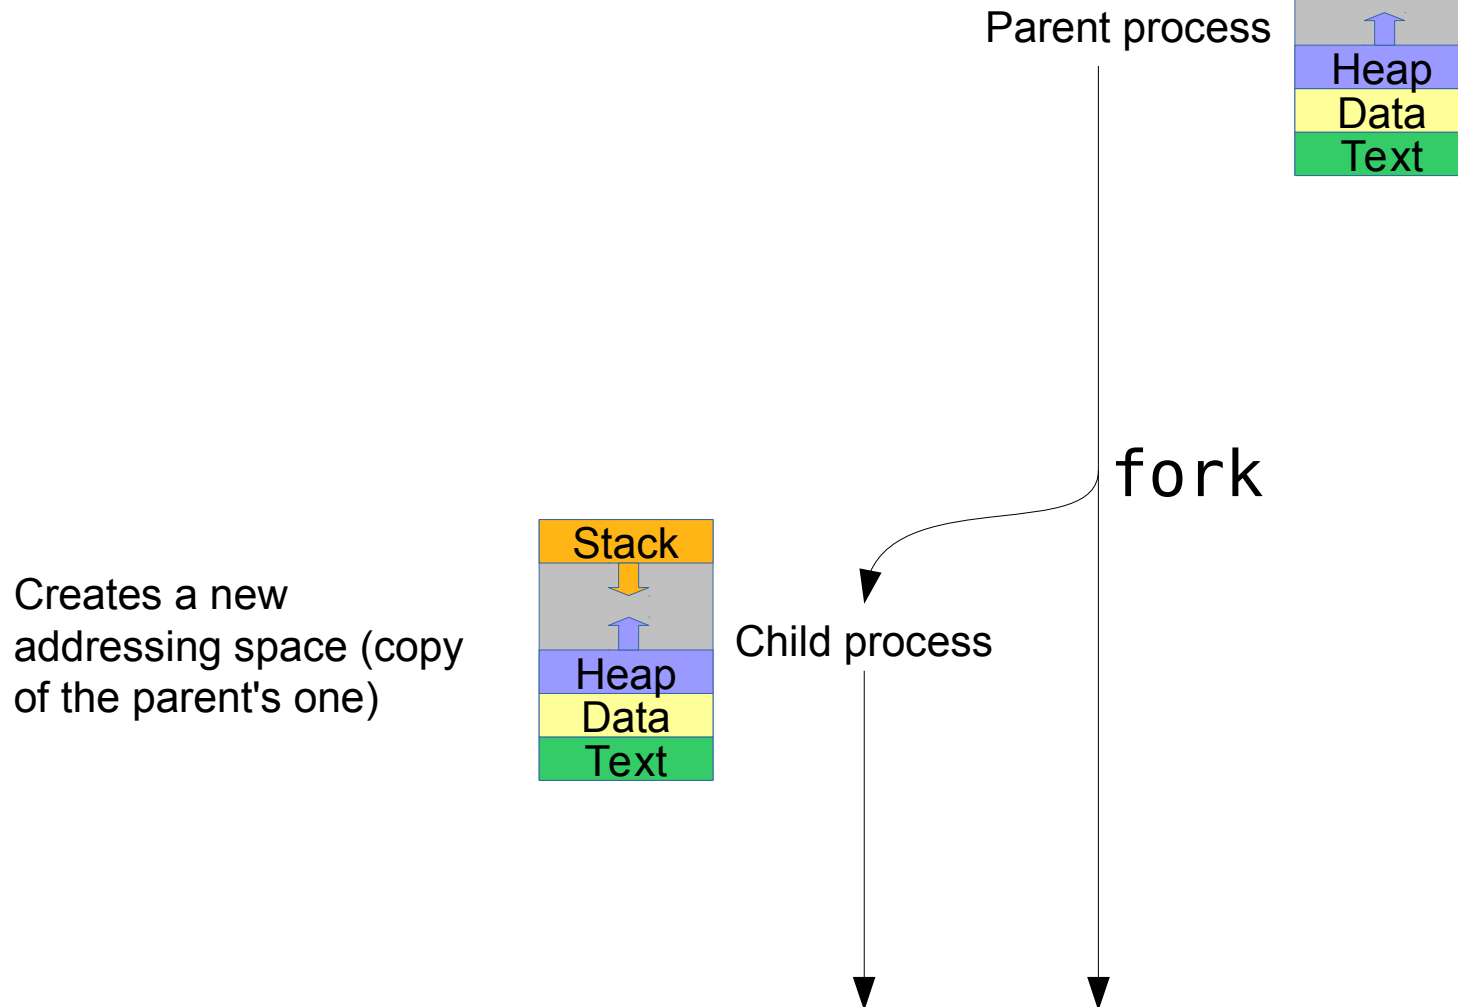 Parent process
Heap
Data
Text
fork
Stack
Creates a new
addressing space (copy
of the parent's one)
Child process
Heap
Data
Text